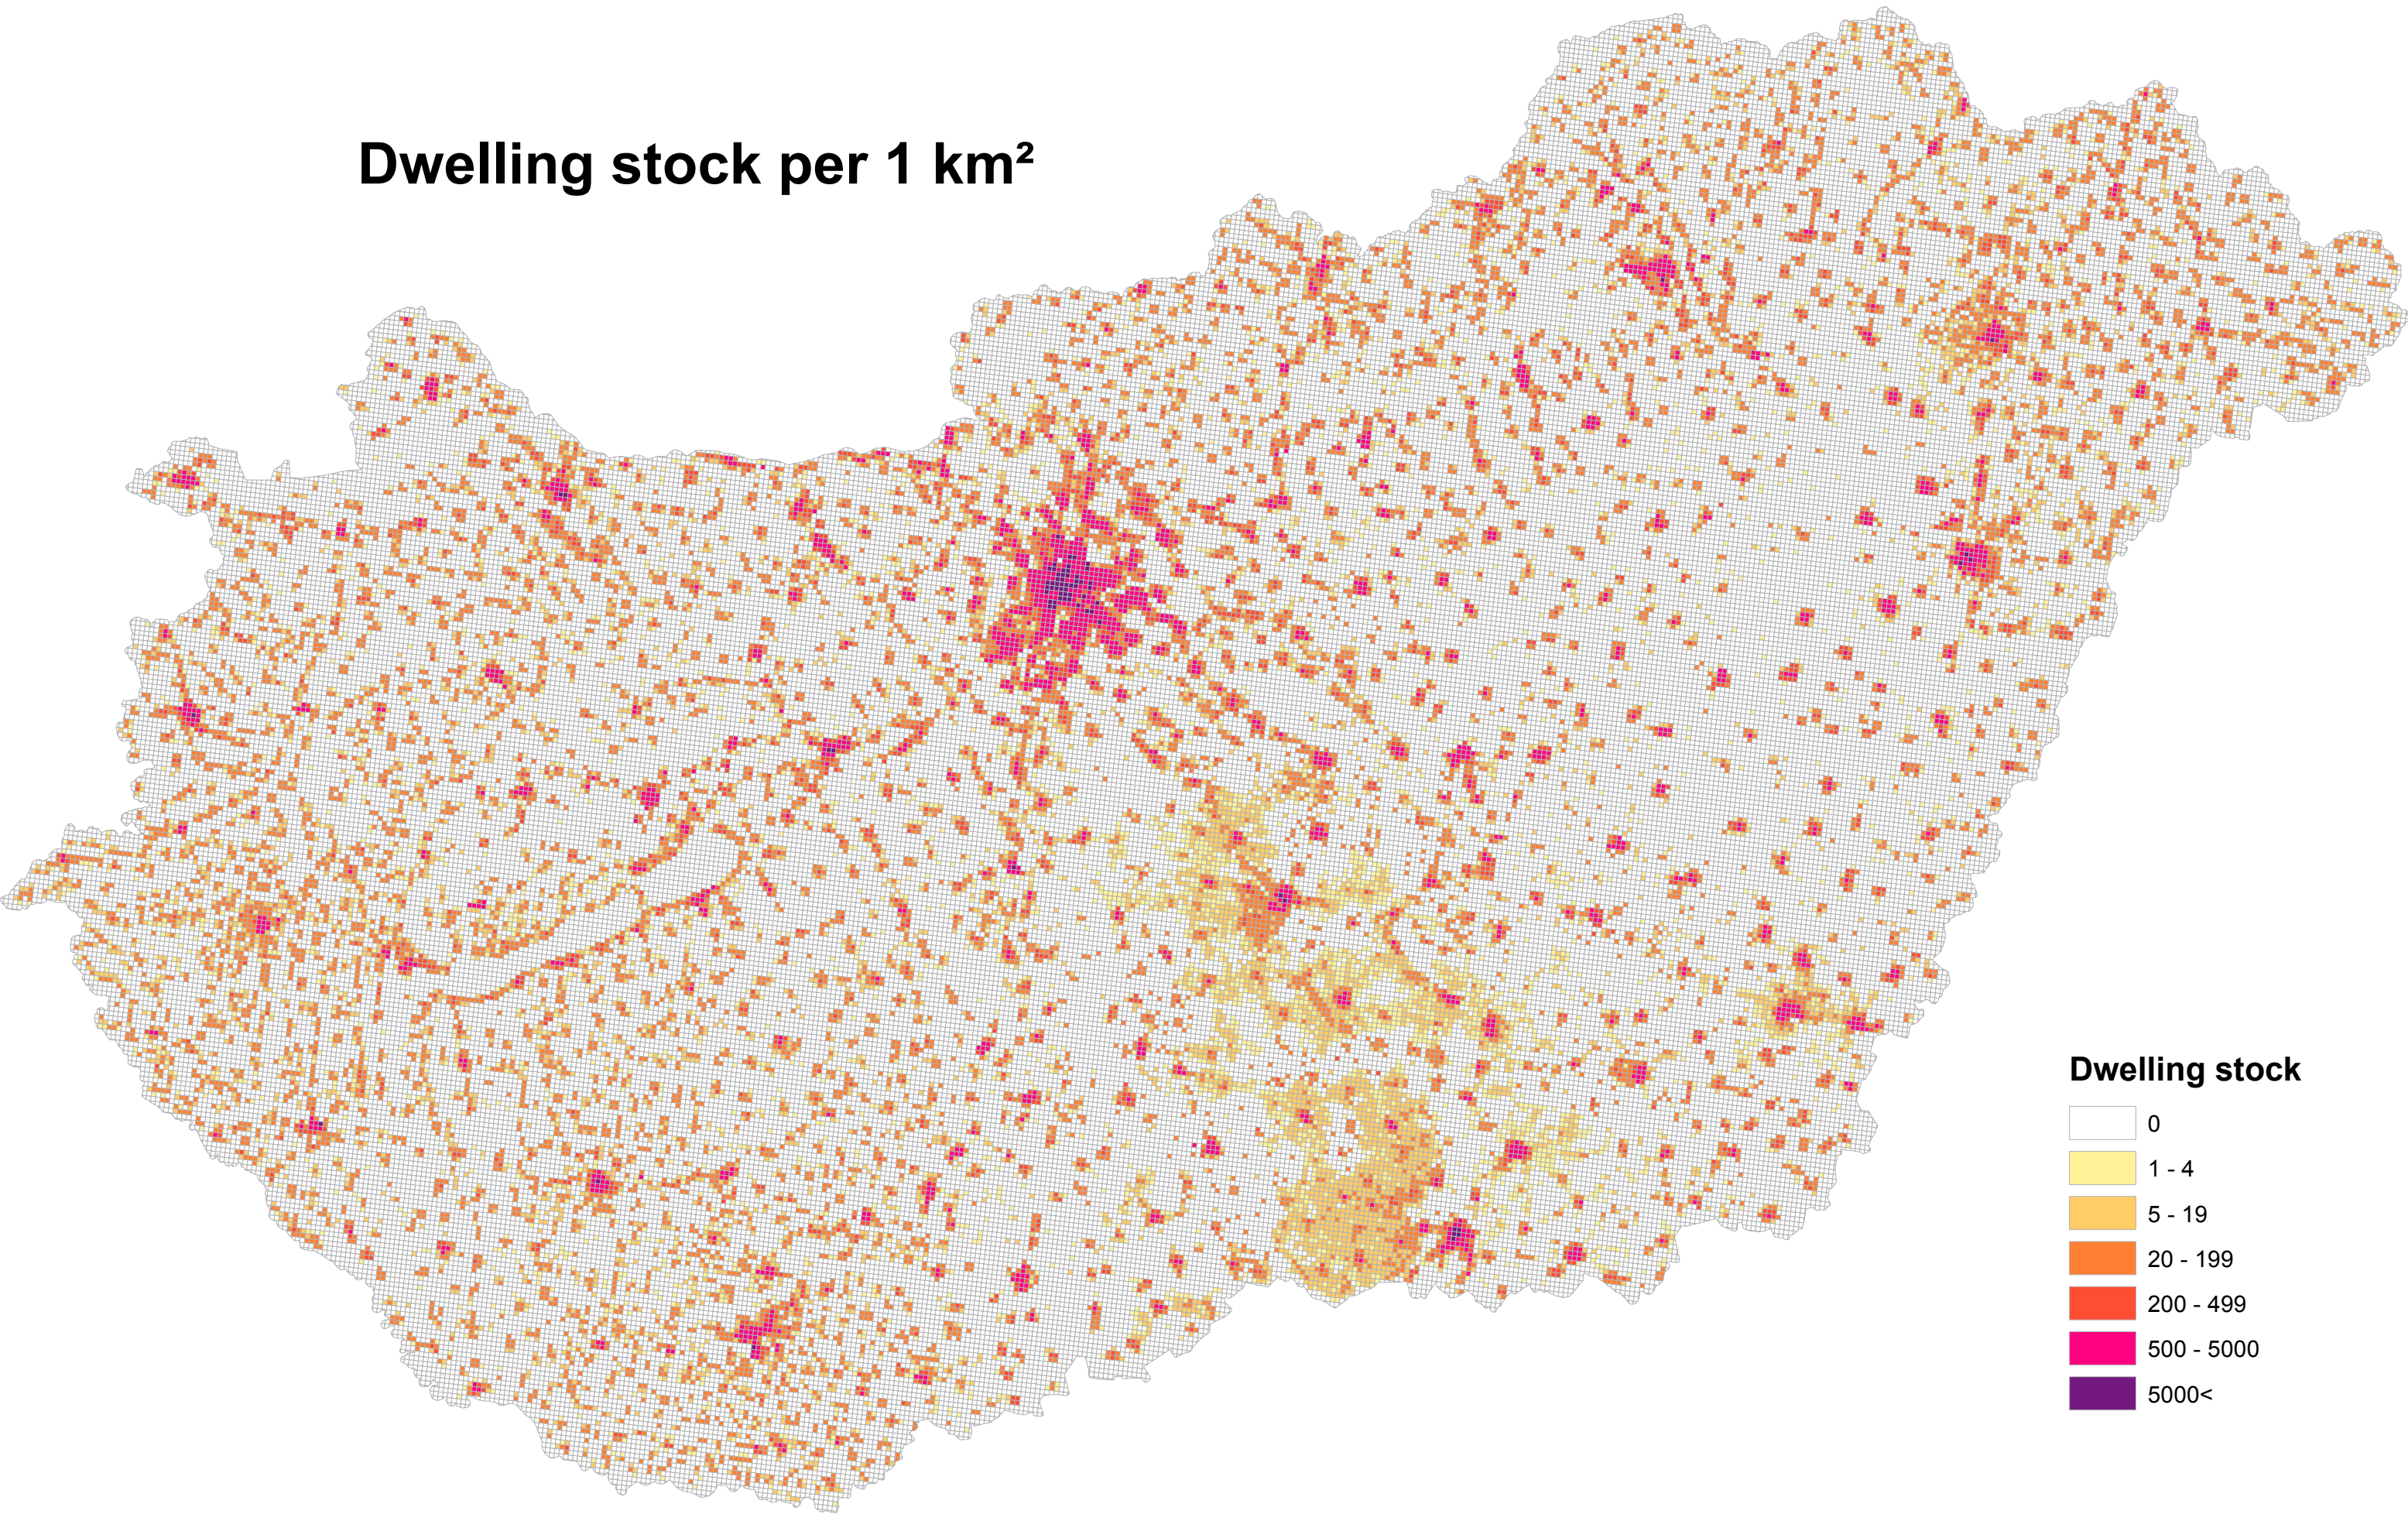 Dwelling stock per 1 km²
Dwelling stock
0
1 - 4
5 - 19
20 - 199
200 - 499
500 - 5000
5000<